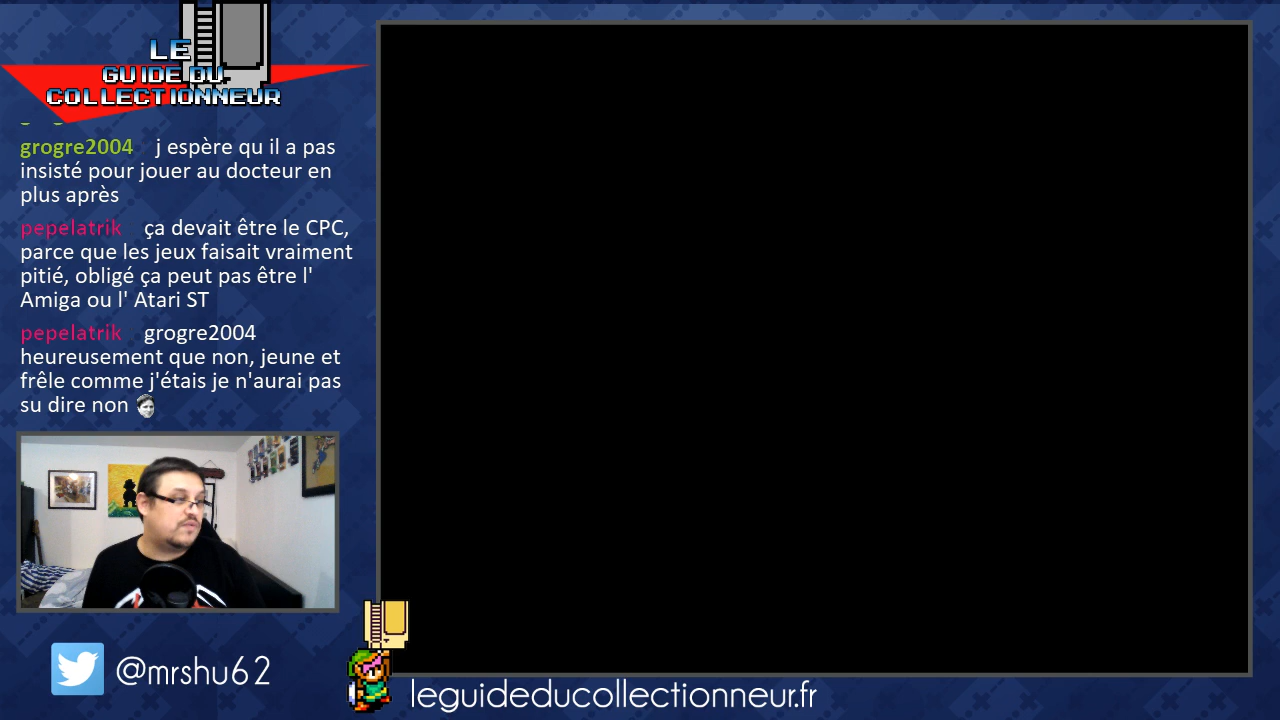 LE
GUIDE DU
COLLECTIONNEUR
grogre2004 j espère qu il a pas
insisté pour jouer au docteur en
plus après
pepelatrik ça devait être le CPC,
parce que les jeux faisait vraiment
pitié, obligé ça peut pas être l'
Amiga ou l' Atari ST
pepelatrik grogre2004
heureusement que non, jeune et
frêle comme j'étais je n'aurai pas
su dire non
@mrshu62
leguideducollectionneur.fr